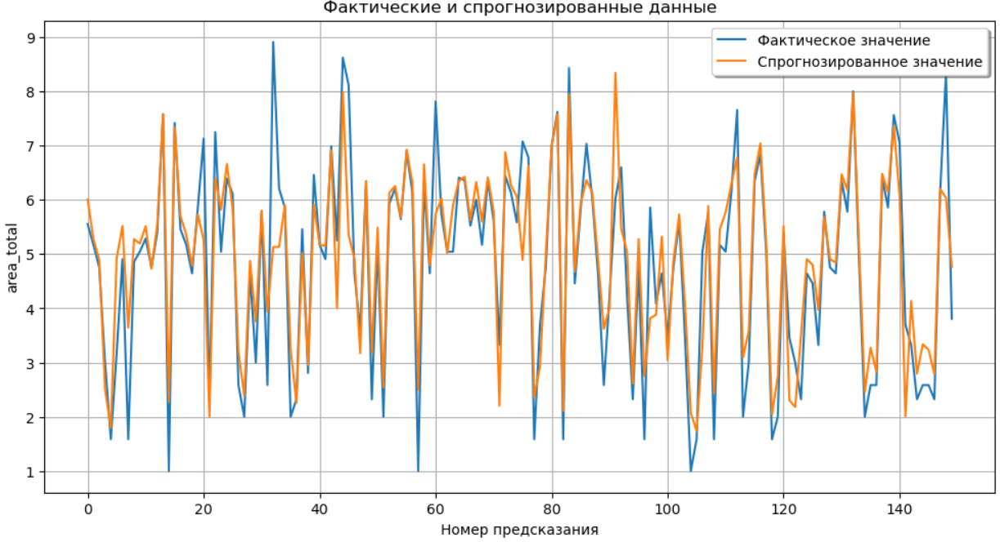 Фактические и спрогнозированные данные
Фактическое значение
Спрогнозированное значение
area_total
9
8
7
6
5
4
3
2
1
0 20 40 60 80 100 120 140
Номер предсказания